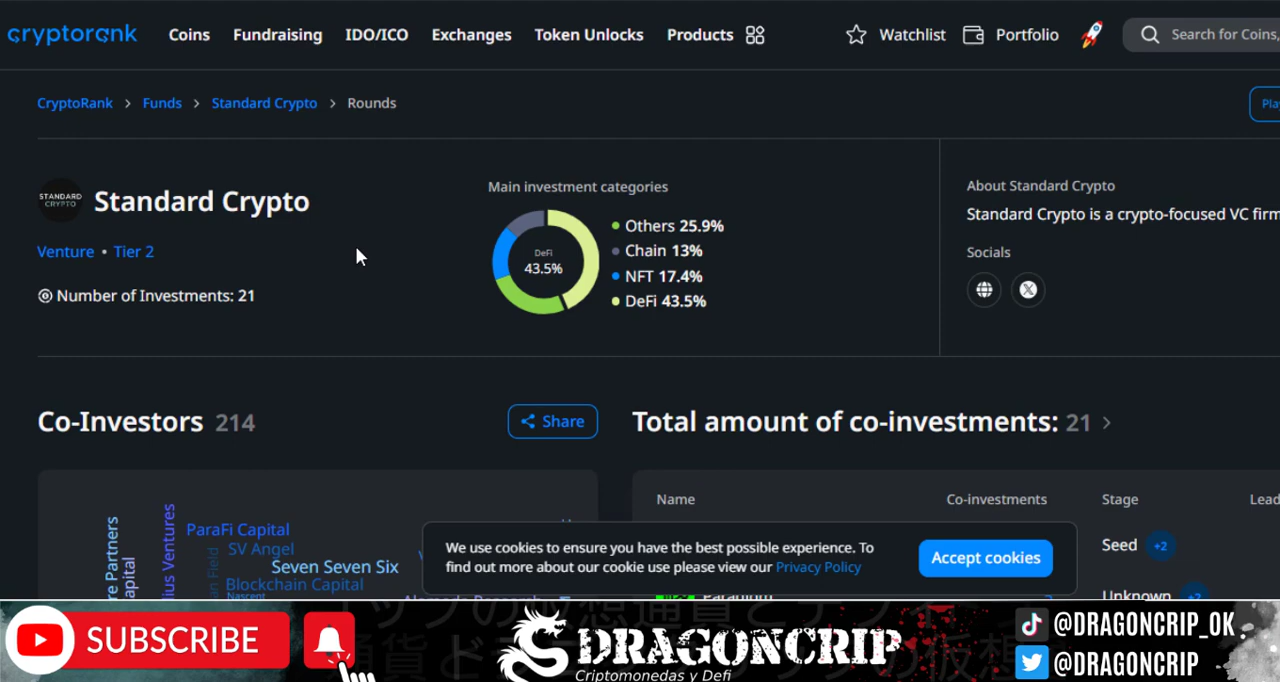 cryptorank Coins Fundraising IDO/ICO Exchanges Token Unlocks Products Watchlist Portfolio Search for Coins,
CryptoRank > Funds > Standard Crypto > Rounds
STANDARD
CRYPTO
Standard Crypto
Venture • Tier 2
Number of Investments: 21
Main investment categories
DeFi
43.5%
Others 25.9%
Chain 13%
NFT 17.4%
DeFi 43.5%
About Standard Crypto
Standard Crypto is a crypto-focused VC firm
Socials
Co-Investors 214
Share
Total amount of co-investments: 21 >
Name Co-investments Stage Lead
ParaFi Capital
SV Angel
Seven Seven Six
Blockchain Capital
Nascent
Seed +2
Unknown +2
We use cookies to ensure you have the best possible experience. To
find out more about our cookie use please view our Privacy Policy
Accept cookies
SUBSCRIBE
DRAGONCRIP
Criptomonedas y Defi
@DRAGONCRIP_OK
@DRAGONCRIP